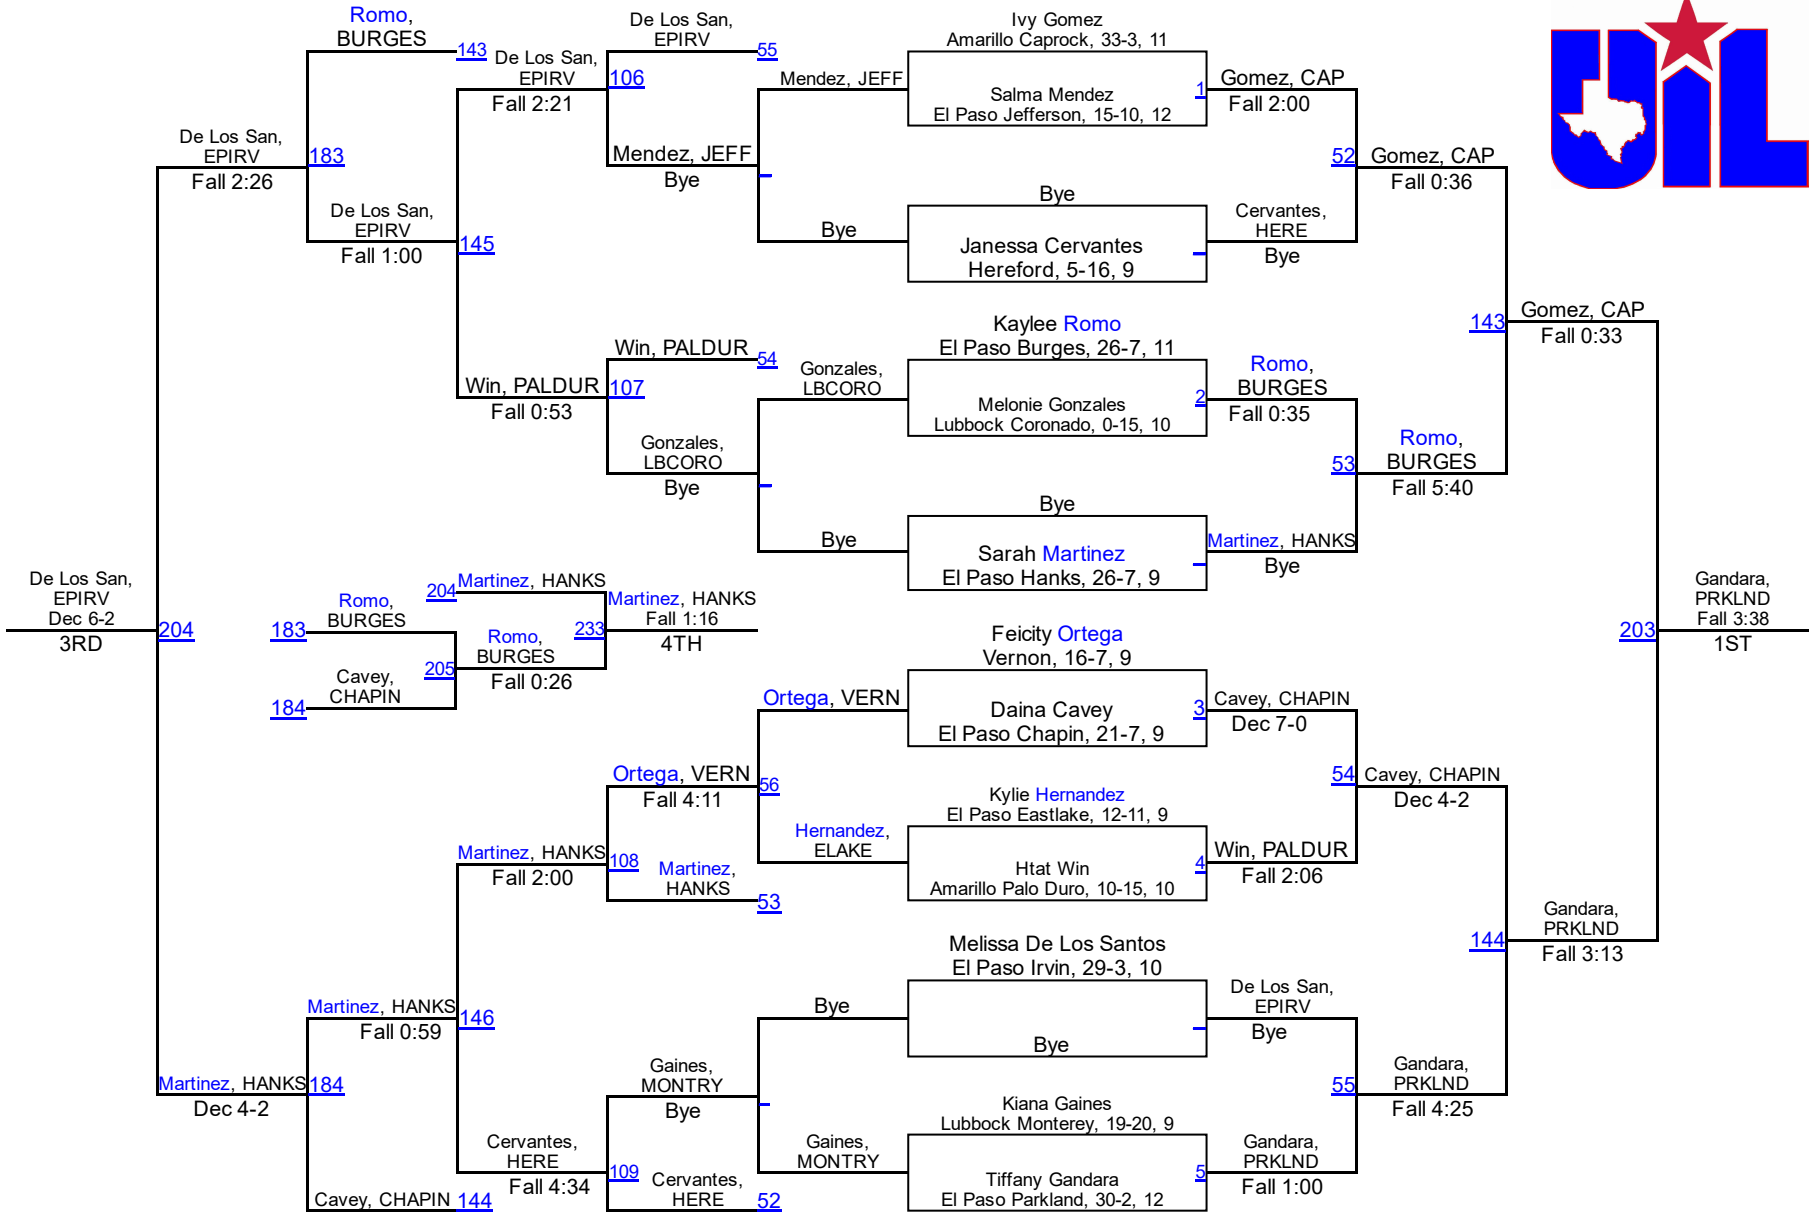 Romo,
BURGES
143
De Los San,
EPIRV
Fall 2:21
De Los San,
EPIRV
55
106
Mendez, JEFF
Bye
Mendez, JEFF
Bye
De Los San,
EPIRV
Fall 2:26
183
De Los San,
EPIRV
Fall 1:00
145
Win, PALDUR
Fall 0:53
Win, PALDUR
54
107
Gonzales,
LBCORO
Bye
Gonzales,
LBCORO
Bye
Ivy Gomez
Amarillo Caprock, 33-3, 11
Salma Mendez
El Paso Jefferson, 15-10, 12
1
Gomez, CAP
Fall 2:00
Bye
Janessa Cervantes
Hereford, 5-16, 9
Cervantes,
HERE
Bye
52
Gomez, CAP
Fall 0:36
Kaylee Romo
El Paso Burges, 26-7, 11
Melonie Gonzales
Lubbock Coronado, 0-15, 10
2
Romo,
BURGES
Fall 0:35
Bye
Sarah Martinez
El Paso Hanks, 26-7, 9
Martinez, HANKS
Bye
53
Romo,
BURGES
Fall 5:40
143
Gomez, CAP
Fall 0:33
UIL
De Los San,
EPIRV
Dec 6-2
3RD
204
183
Romo,
BURGES
184
Cavey,
CHAPIN
205
Romo,
BURGES
Fall 0:26
204
Martinez, HANKS
233
Martinez, HANKS
Fall 1:16
4TH
203
Gandara,
PRKLND
Fall 3:38
1ST
Feicity Ortega
Vernon, 16-7, 9
Daina Cavey
El Paso Chapin, 21-7, 9
3
Cavey, CHAPIN
Dec 7-0
Kylie Hernandez
El Paso Eastlake, 12-11, 9
Htat Win
Amarillo Palo Duro, 10-15, 10
4
Win, PALDUR
Fall 2:06
54
Cavey, CHAPIN
Dec 4-2
Melissa De Los Santos
El Paso Irvin, 29-3, 10
Bye
De Los San,
EPIRV
Bye
Kiana Gaines
Lubbock Monterey, 19-20, 9
Tiffany Gandara
El Paso Parkland, 30-2, 12
5
Gandara,
PRKLND
Fall 1:00
55
Gandara,
PRKLND
Fall 4:25
144
Gandara,
PRKLND
Fall 3:13
Ortega, VERN
Hernandez,
ELAKE
56
Ortega, VERN
Fall 4:11
Martinez,
HANKS
53
108
Martinez, HANKS
Fall 2:00
Bye
Gaines,
MONTRY
Gaines,
MONTRY
Bye
Cervantes,
HERE
52
109
Cervantes,
HERE
Fall 4:34
146
Martinez, HANKS
Fall 0:59
Cavey, CHAPIN
144
184
Martinez, HANKS
Dec 4-2